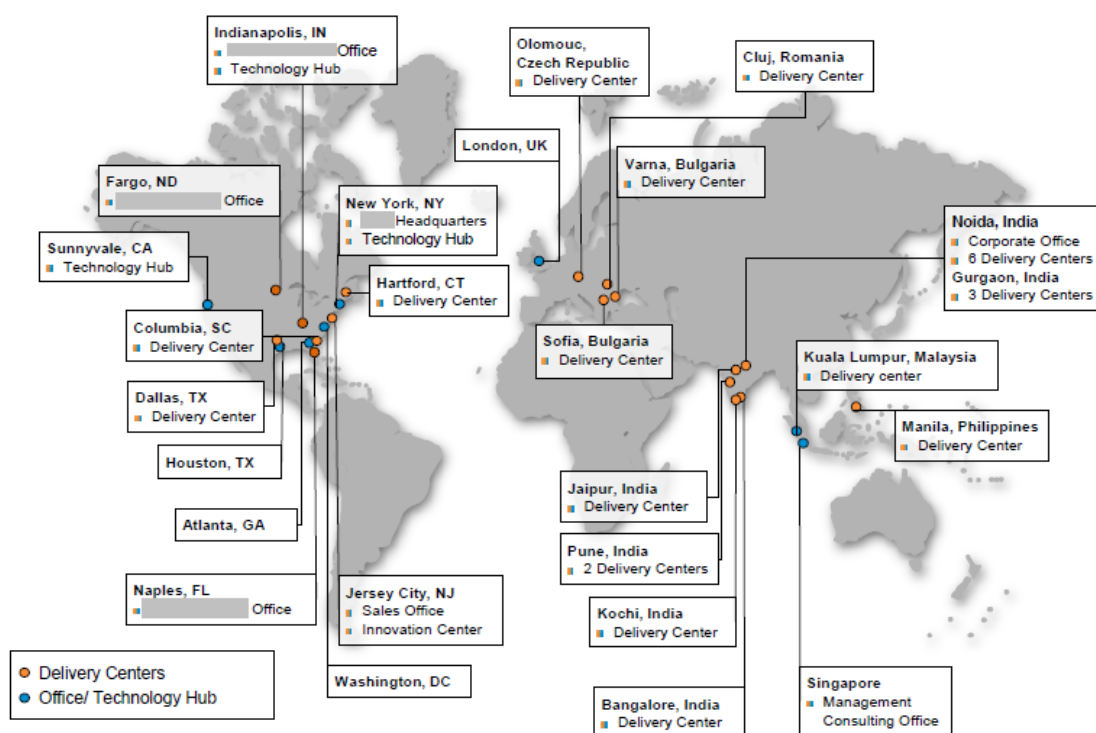 Indianapolis, IN
Office
Technology Hub
Olomouc,
Czech Republic
Delivery Center
Cluj, Romania
Delivery Center
London, UK
Varna, Bulgaria
Delivery Center
Fargo, ND
Office
New York, NY
Headquarters
Technology Hub
Noida, India
Corporate Office
6 Delivery Centers
Gurgaon, India
3 Delivery Centers
Sunnyvale, CA
Technology Hub
Hartford, CT
Delivery Center
Columbia, SC
Delivery Center
Sofia, Bulgaria
Delivery Center
Kuala Lumpur, Malaysia
Delivery center
Dallas, TX
Delivery Center
Manila, Philippines
Delivery Center
Houston, TX
Jaipur, India
Delivery Center
Atlanta, GA
Pune, India
2 Delivery Centers
Naples, FL
Office
Jersey City, NJ
Sales Office
Innovation Center
Kochi, India
Delivery Center
Delivery Centers
Office/ Technology Hub
Washington, DC
Bangalore, India
Delivery Center
Singapore
Management
Consulting Office